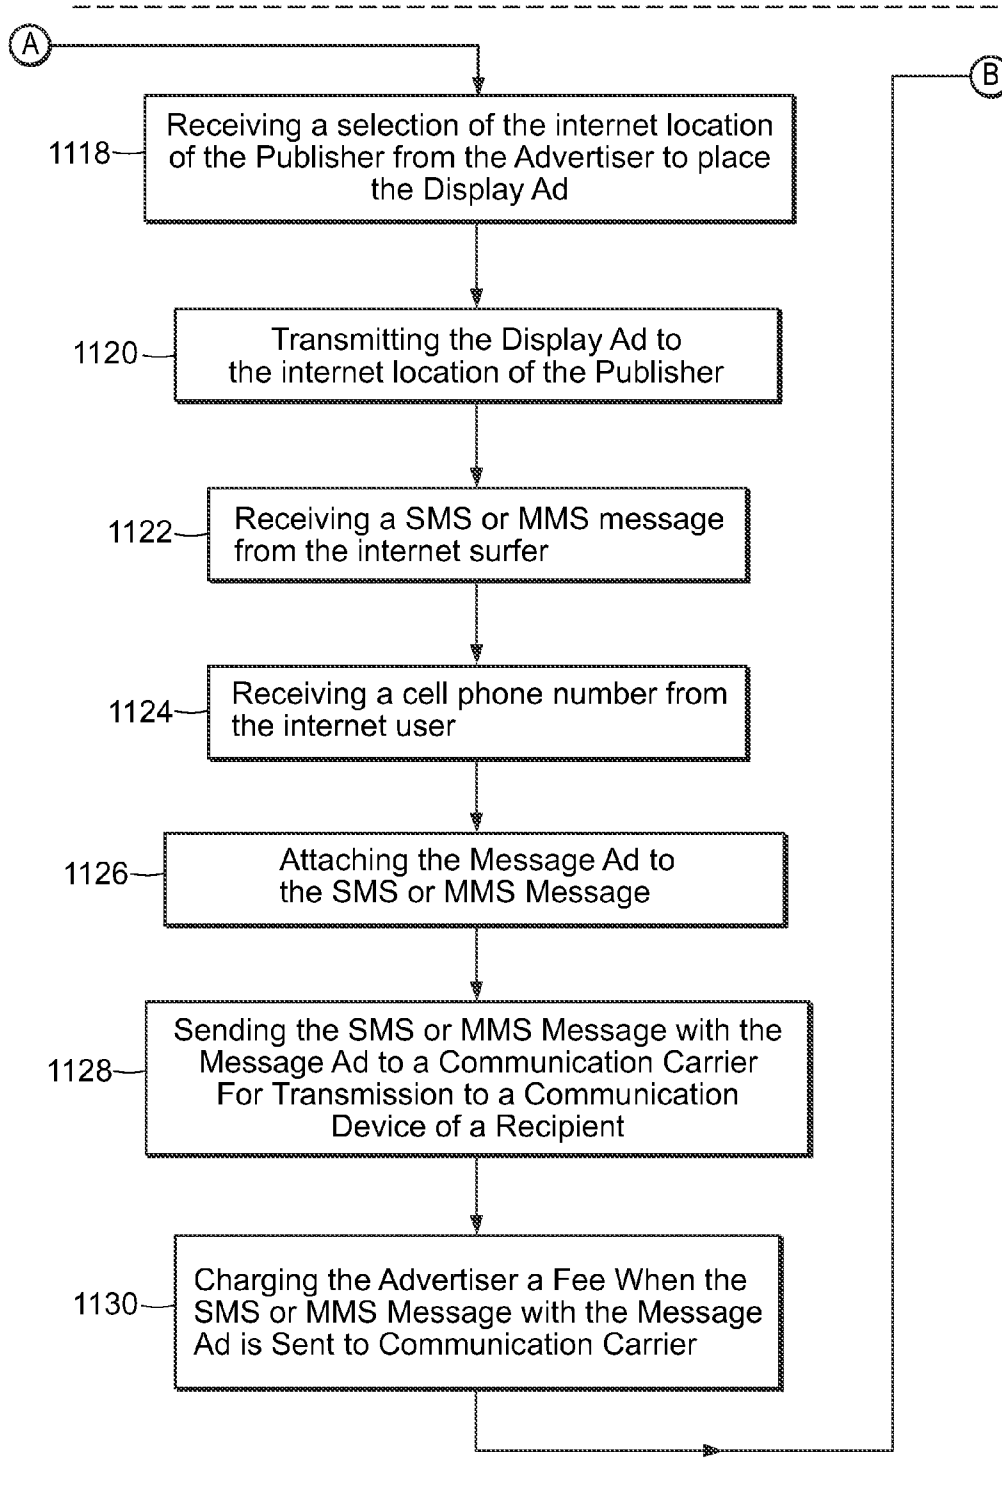 A
B
1118
Receiving a selection of the internet location
of the Publisher from the Advertiser to place
the Display Ad
1120
Transmitting the Display Ad to
the internet location of the Publisher
1122
Receiving a SMS or MMS message
from the internet surfer
1124
Receiving a cell phone number from
the internet user
1126
Attaching the Message Ad to
the SMS or MMS Message
1128
Sending the SMS or MMS Message with the
Message Ad to a Communication Carrier
For Transmission to a Communication
Device of a Recipient
1130
Charging the Advertiser a Fee When the
SMS or MMS Message with the Message
Ad is Sent to Communication Carrier